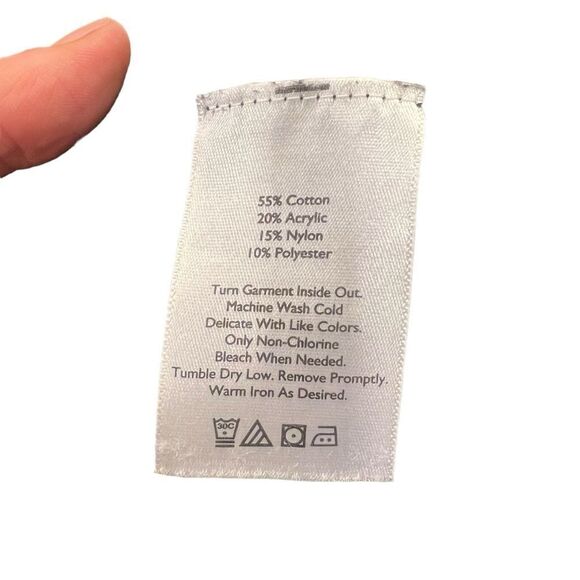 55% Cotton
20% Acrylic
15% Nylon
10% Polyester
Turn Garment Inside Out.
Machine Wash Cold
Delicate With Like Colors.
Only Non-Chlorine
Bleach When Needed.
Tumble Dry Low. Remove Promptly.
Warm Iron As Desired.
30C